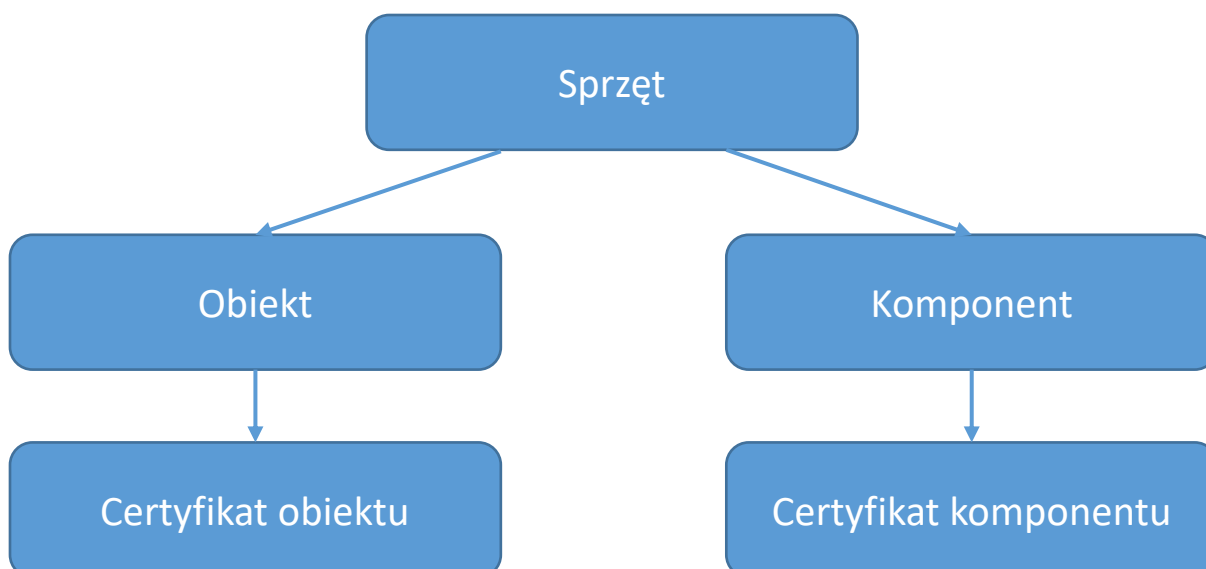 Sprzęt
Obiekt
Komponent
Certyfikat obiektu
Certyfikat komponentu